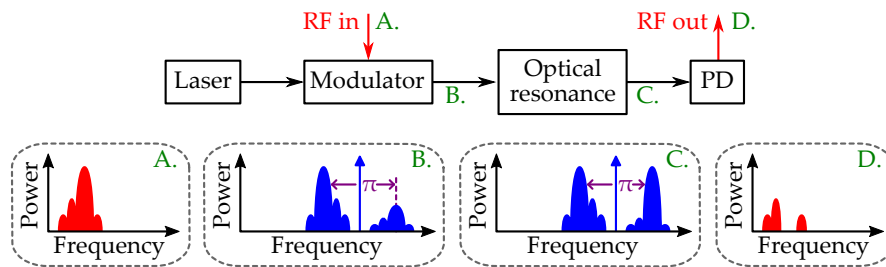 RF in A.
RF out D.
Laser
Modulator
Optical
resonance
PD
B.
C.
A.
Power
Frequency
B.
π
Power
Frequency
C.
π
Power
Frequency
D.
Power
Frequency